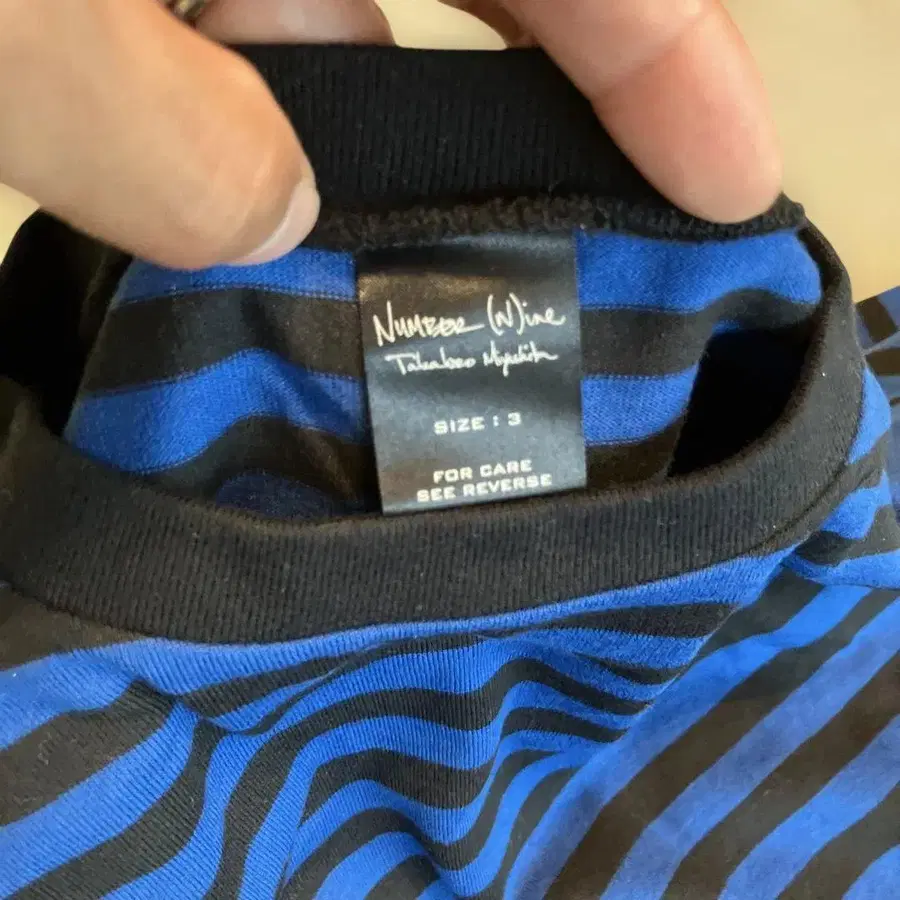 NUMBER (N)ine
Takahiro Miyashita
SIZE : 3
FOR CARE
SEE REVERSE